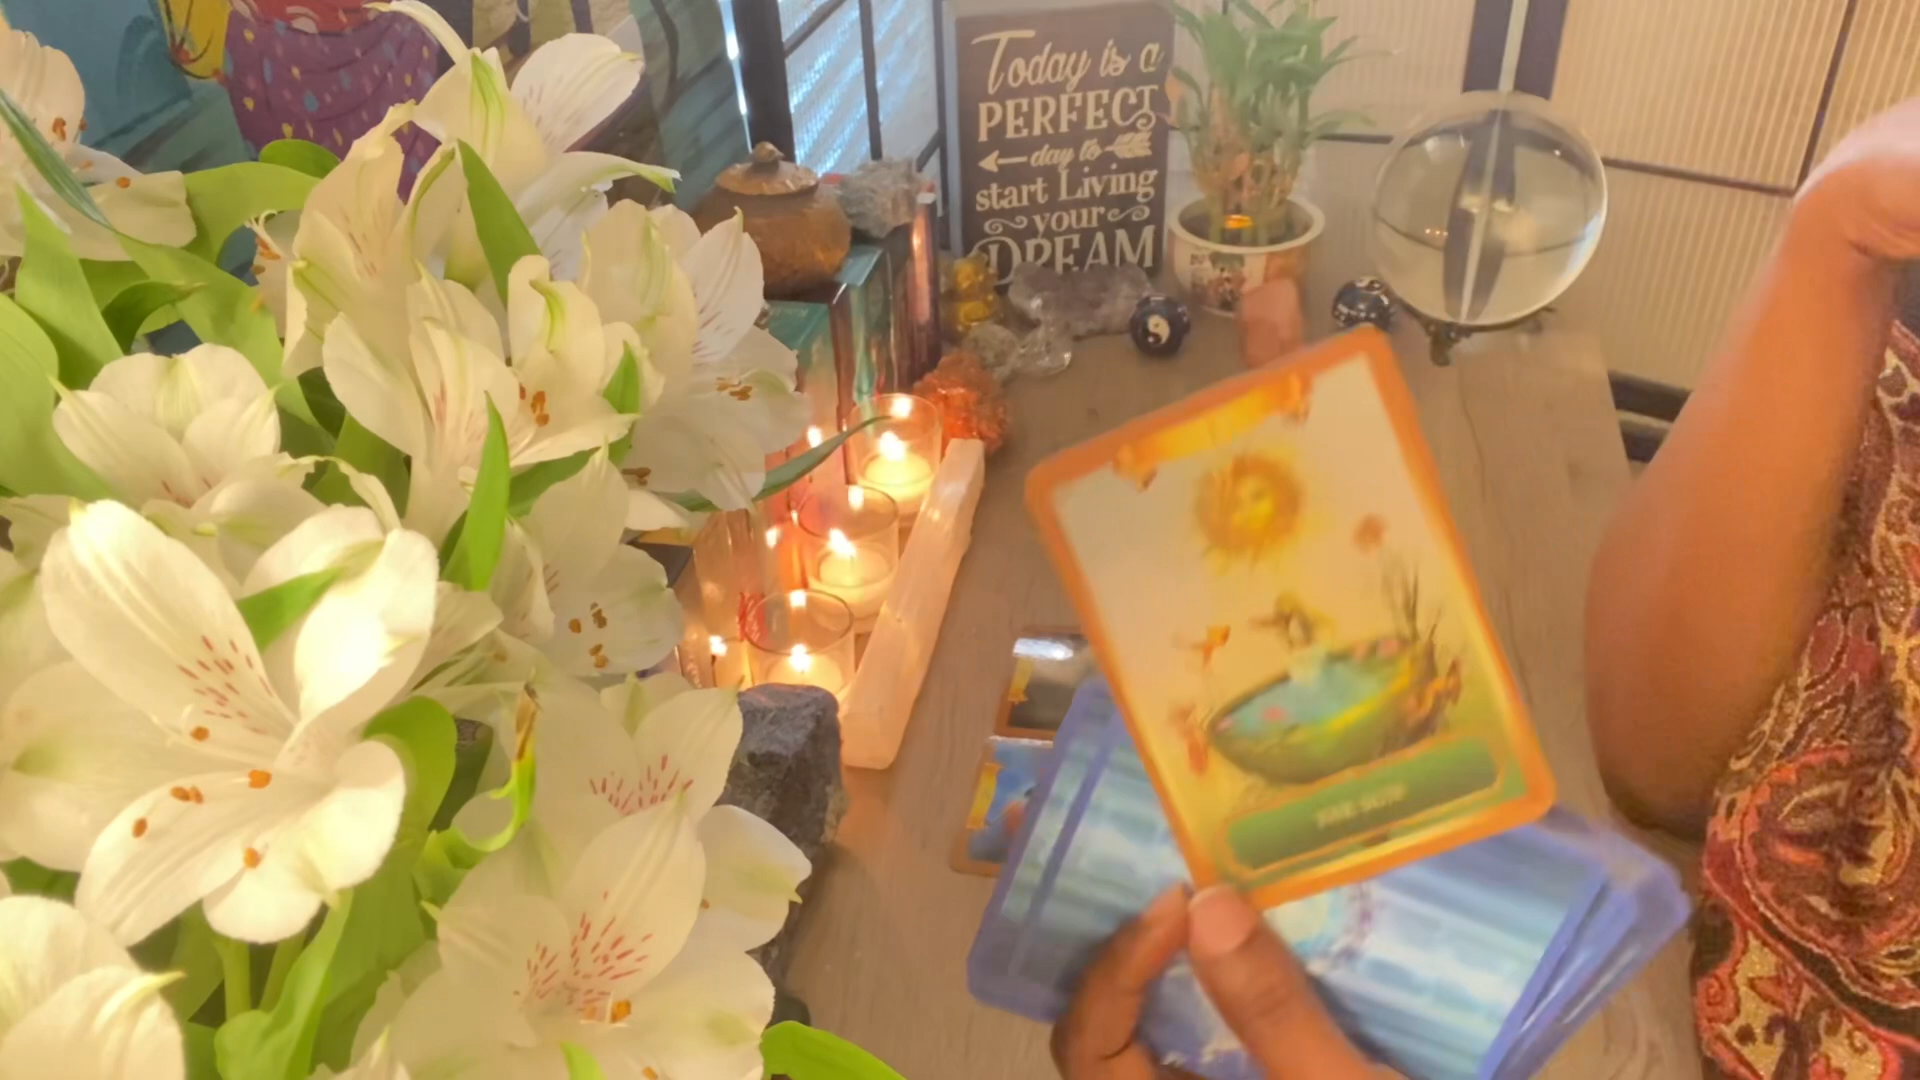 Today is a
PERFECT
day to
start Living
your
DREAM